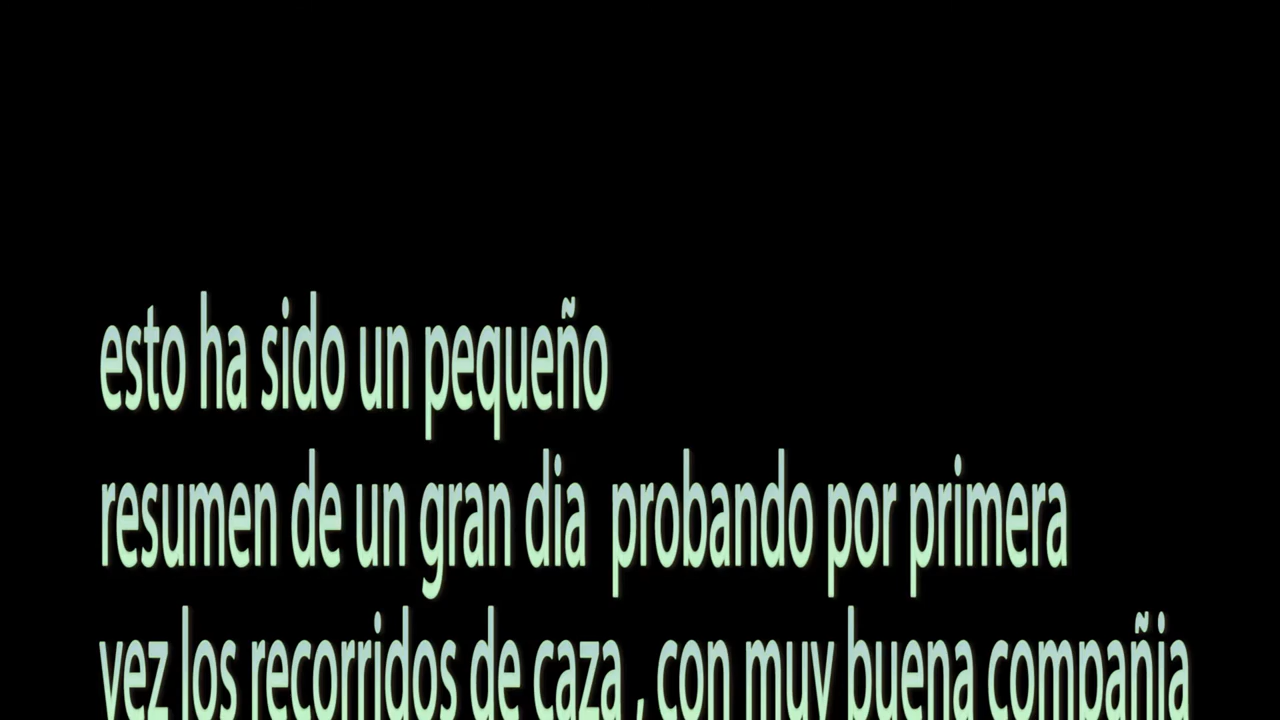 esto ha sido un pequeño
resumen de un gran dia probando por primera
vez los recorridos de caza , con muy buena compañia